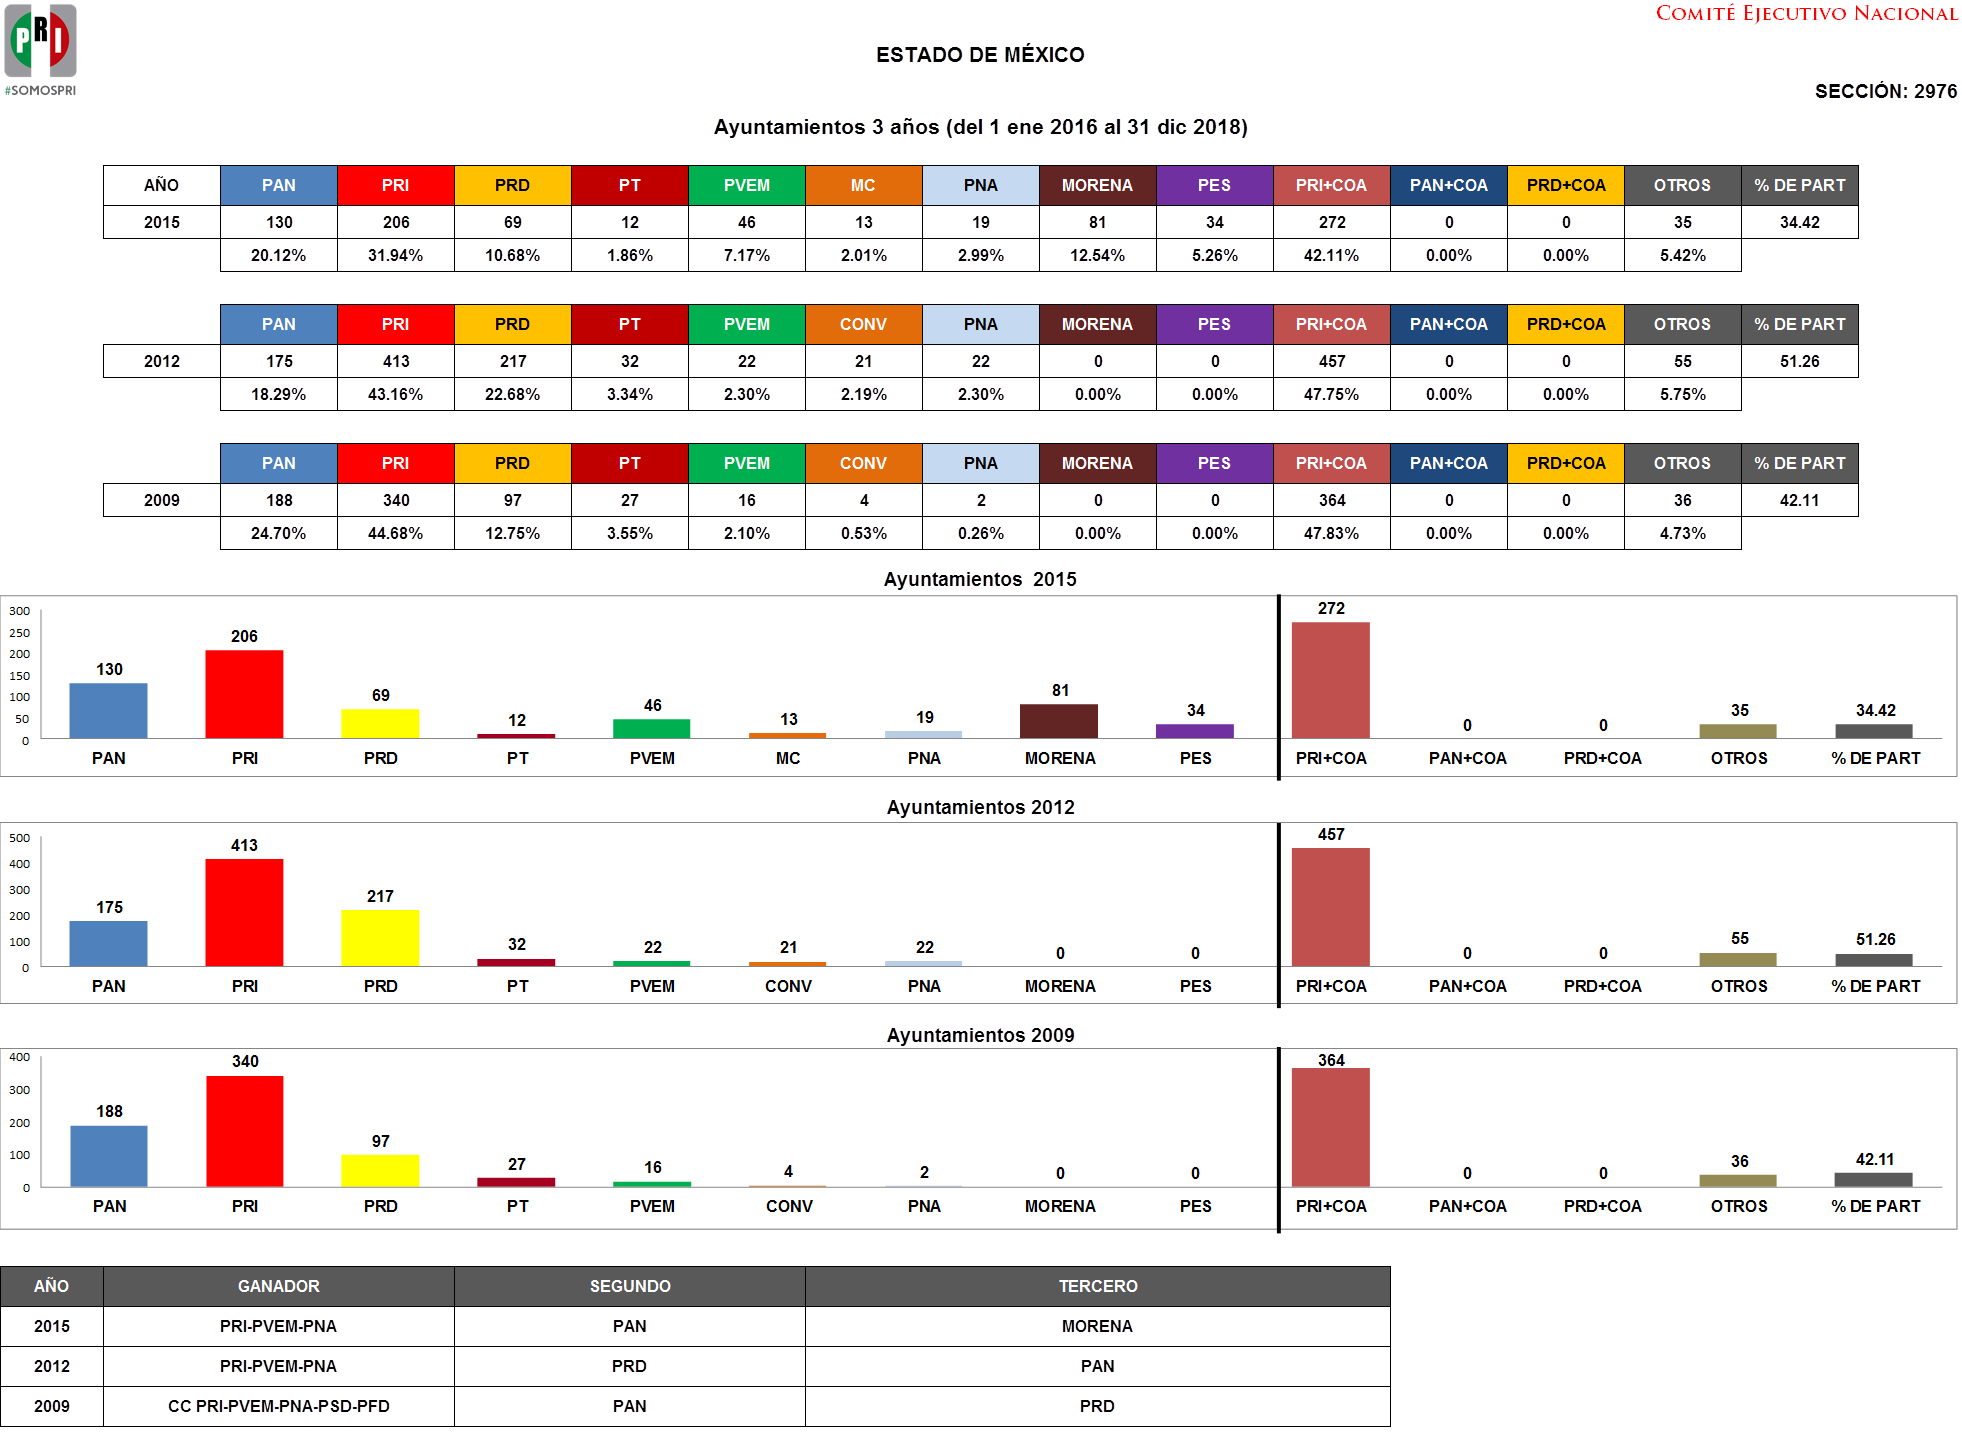 PRI
#SOMOSPRI
COMITÉ EJECUTIVO NACIONAL
ESTADO DE MÉXICO
SECCIÓN: 2976
Ayuntamientos 3 años (del 1 ene 2016 al 31 dic 2018)
AÑO PAN PRI PRD PT PVEM MC PNA MORENA PES PRI+COA PAN+COA PRD+COA OTROS % DE PART
2015 130 206 69 12 46 13 19 81 34 272 0 0 35 34.42
20.12% 31.94% 10.68% 1.86% 7.17% 2.01% 2.99% 12.54% 5.26% 42.11% 0.00% 0.00% 5.42%
PAN PRI PRD PT PVEM CONV PNA MORENA PES PRI+COA PAN+COA PRD+COA OTROS % DE PART
2012 175 413 217 32 22 21 22 0 0 457 0 0 55 51.26
18.29% 43.16% 22.68% 3.34% 2.30% 2.19% 2.30% 0.00% 0.00% 47.75% 0.00% 0.00% 5.75%
PAN PRI PRD PT PVEM CONV PNA MORENA PES PRI+COA PAN+COA PRD+COA OTROS % DE PART
2009 188 340 97 27 16 4 2 0 0 364 0 0 36 42.11
24.70% 44.68% 12.75% 3.55% 2.10% 0.53% 0.26% 0.00% 0.00% 47.83% 0.00% 0.00% 4.73%
Ayuntamientos 2015
300
250
200
150
100
50
0
130 206 69 12 46 13 19 81 34 272 0 0 35 34.42
PAN PRI PRD PT PVEM MC PNA MORENA PES PRI+COA PAN+COA PRD+COA OTROS % DE PART
Ayuntamientos 2012
500
400
300
200
100
0
175 413 217 32 22 21 22 0 0 457 0 0 55 51.26
PAN PRI PRD PT PVEM CONV PNA MORENA PES PRI+COA PAN+COA PRD+COA OTROS % DE PART
Ayuntamientos 2009
400
300
200
100
0
188 340 97 27 16 4 2 0 0 364 0 0 36 42.11
PAN PRI PRD PT PVEM CONV PNA MORENA PES PRI+COA PAN+COA PRD+COA OTROS % DE PART
AÑO GANADOR SEGUNDO TERCERO
2015 PRI-PVEM-PNA PAN MORENA
2012 PRI-PVEM-PNA PRD PAN
2009 CC PRI-PVEM-PNA-PSD-PFD PAN PRD